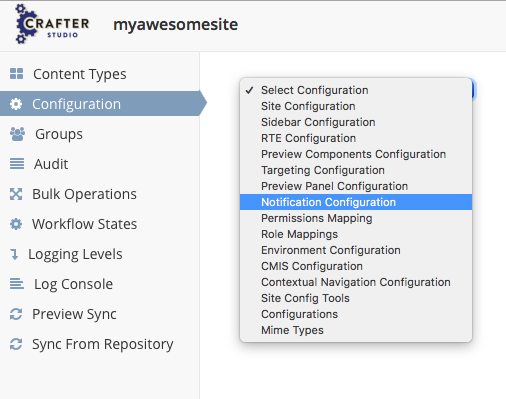 CRAFTER
STUDIO
myawesomesite
Content Types
Configuration
Groups
Audit
Bulk Operations
Workflow States
Logging Levels
Log Console
Preview Sync
Sync From Repository
✓ Select Configuration
Site Configuration
Sidebar Configuration
RTE Configuration
Preview Components Configuration
Targeting Configuration
Preview Panel Configuration
Notification Configuration
Permissions Mapping
Role Mappings
Environment Configuration
CMIS Configuration
Contextual Navigation Configuration
Site Config Tools
Configurations
Mime Types